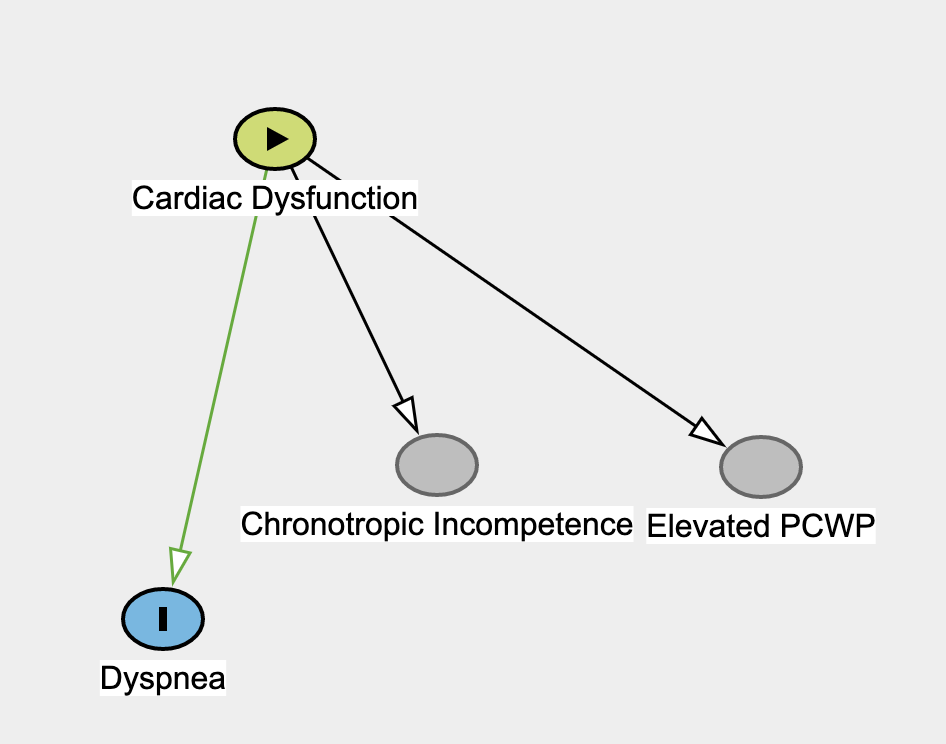 Cardiac Dysfunction
Chronotropic Incompetence
Elevated PCWP
Dyspnea